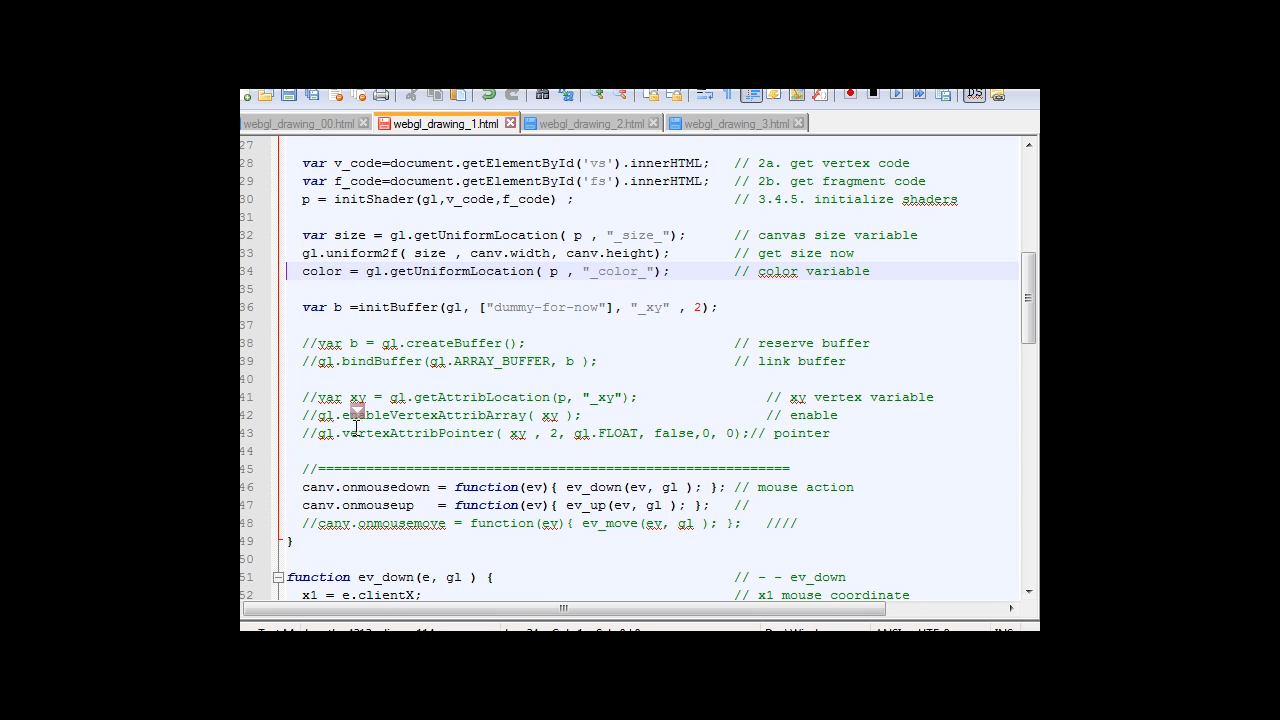 webgl_drawing_00.html webgl_drawing_1.html webgl_drawing_2.html webgl_drawing_3.html
27
28 var v_code=document.getElementById('vs').innerHTML; // 2a. get vertex code
29 var f_code=document.getElementById('fs').innerHTML; // 2b. get fragment code
30 p = initShader(gl,v_code,f_code) ; // 3.4.5. initialize shaders
31
32 var size = gl.getUniformLocation( p , "_size_"); // canvas size variable
33 gl.uniform2f( size , canv.width, canv.height); // get size now
34 color = gl.getUniformLocation( p , "_color_"); // color variable
35
36 var b =initBuffer(gl, ["dummy-for-now"], "_xy" , 2);
37
38 //var b = gl.createBuffer(); // reserve buffer
39 //gl.bindBuffer(gl.ARRAY_BUFFER, b ); // link buffer
40
41 //var xy = gl.getAttribLocation(p, "_xy"); // xy vertex variable
42 //gl.enableVertexAttribArray( xy ); // enable
43 //gl.vertexAttribPointer( xy , 2, gl.FLOAT, false,0, 0);// pointer
44
45 //============================================================
46 canv.onmousedown = function(ev){ ev_down(ev, gl ); }; // mouse action
47 canv.onmouseup = function(ev){ ev_up(ev, gl ); }; //
48 //canv.onmousemove = function(ev){ ev_move(ev, gl ); }; ////
49 }
50
51 function ev_down(e, gl ) { // - - ev_down
52 x1 = e.clientX; // x1 mouse coordinate